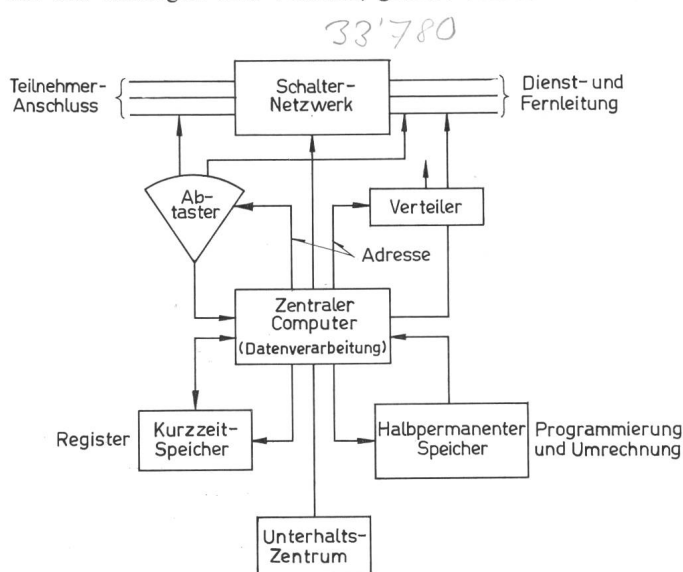 33'780
Teilnehmer-
Anschluss
Schalter-
Netzwerk
Dienst- und
Fernleitung
Ab-
taster
Verteiler
Adresse
Zentraler
Computer
(Datenverarbeitung)
Register
Kurzzeit-
Speicher
Halbpermanenter
Speicher
Programmierung
und Umrechnung
Unterhalts-
Zentrum